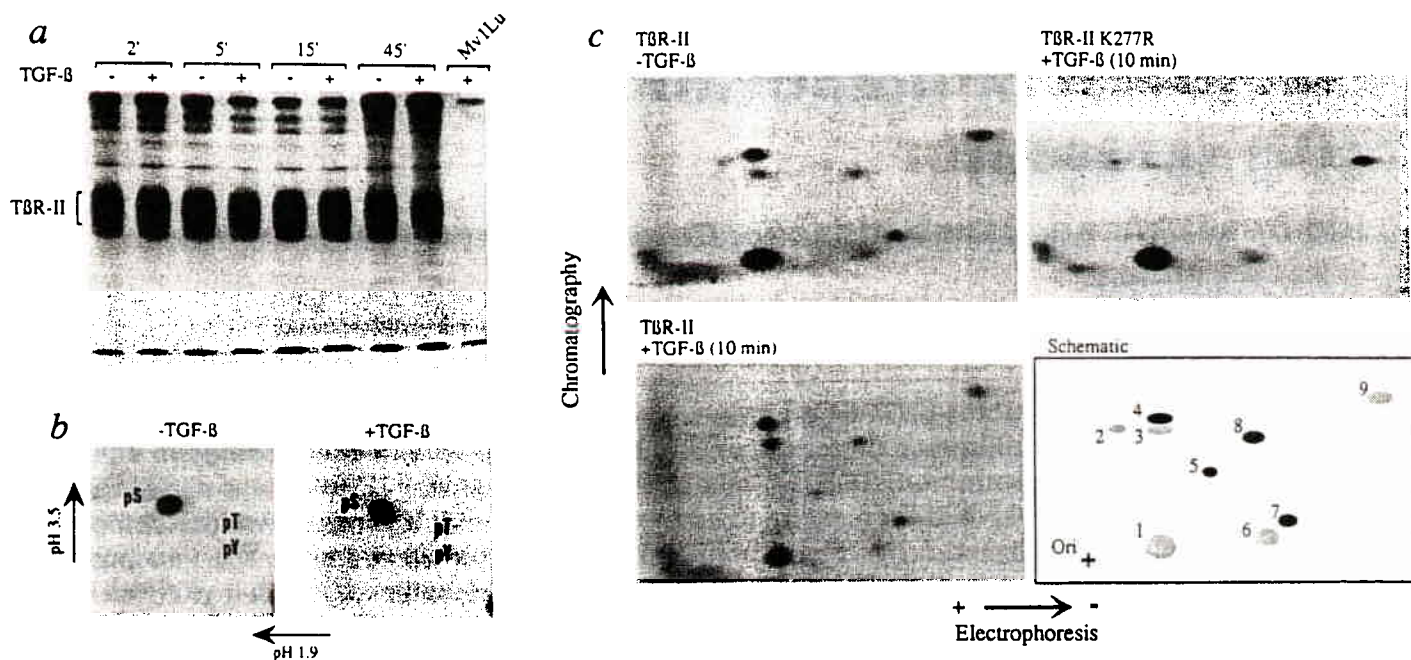 a
2' 5' 15' 45' Mv1Lu
TGF-ß - + - + - + - + +
TßR-II
b
-TGF-ß
+TGF-ß
pS
pT
pY
pS
pT
pY
pH 3.5
pH 1.9
c
TßR-II
-TGF-ß
TßR-II K277R
+TGF-ß (10 min)
TßR-II
+TGF-ß (10 min)
Schematic
9
4
2 3
8
5
7
1
6
Ori +
Chromatography
+ -
Electrophoresis